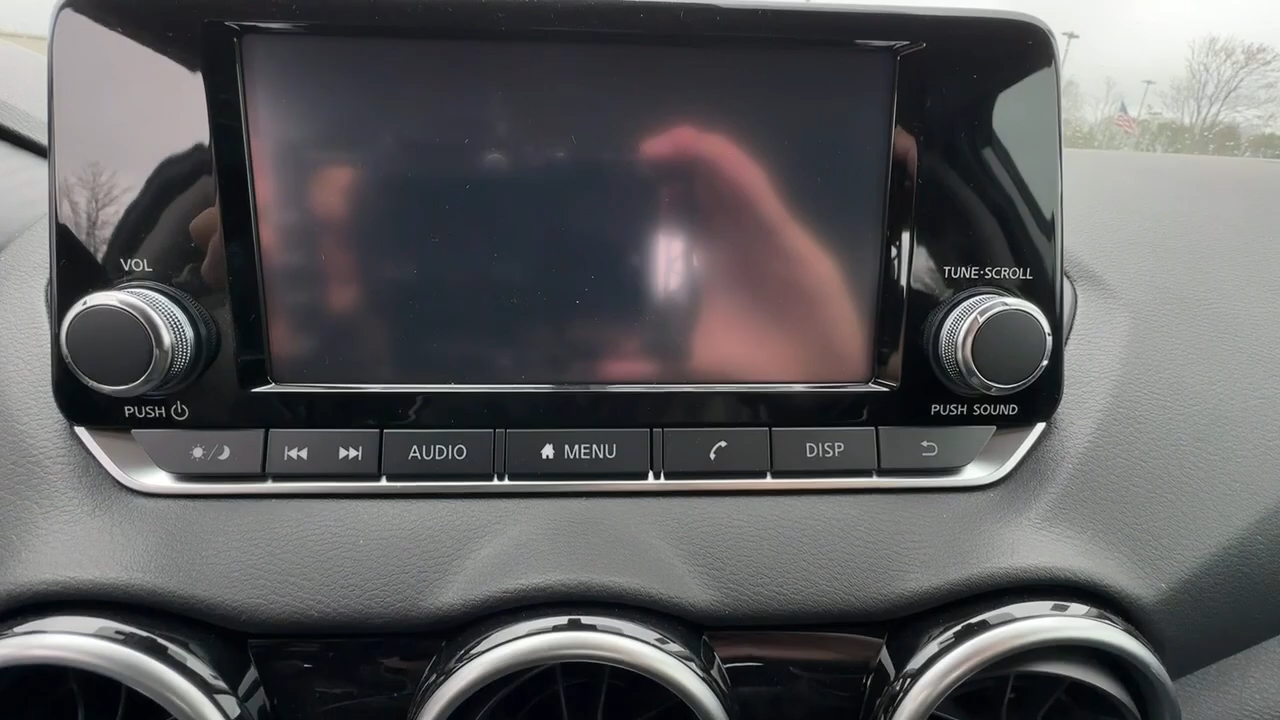 VOL
TUNE·SCROLL
PUSH
PUSH SOUND
AUDIO
MENU
DISP